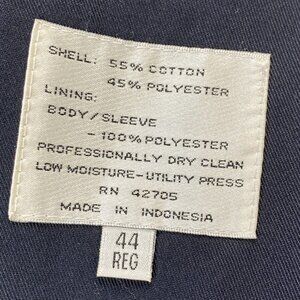 SHELL: 55% COTTON
45% POLYESTER
LINING:
BODY/SLEEVE
-100% POLYESTER
PROFESSIONALLY DRY CLEAN
LOW MOISTURE-UTILITY PRESS
RN 42705
MADE IN INDONESIA
44
REG